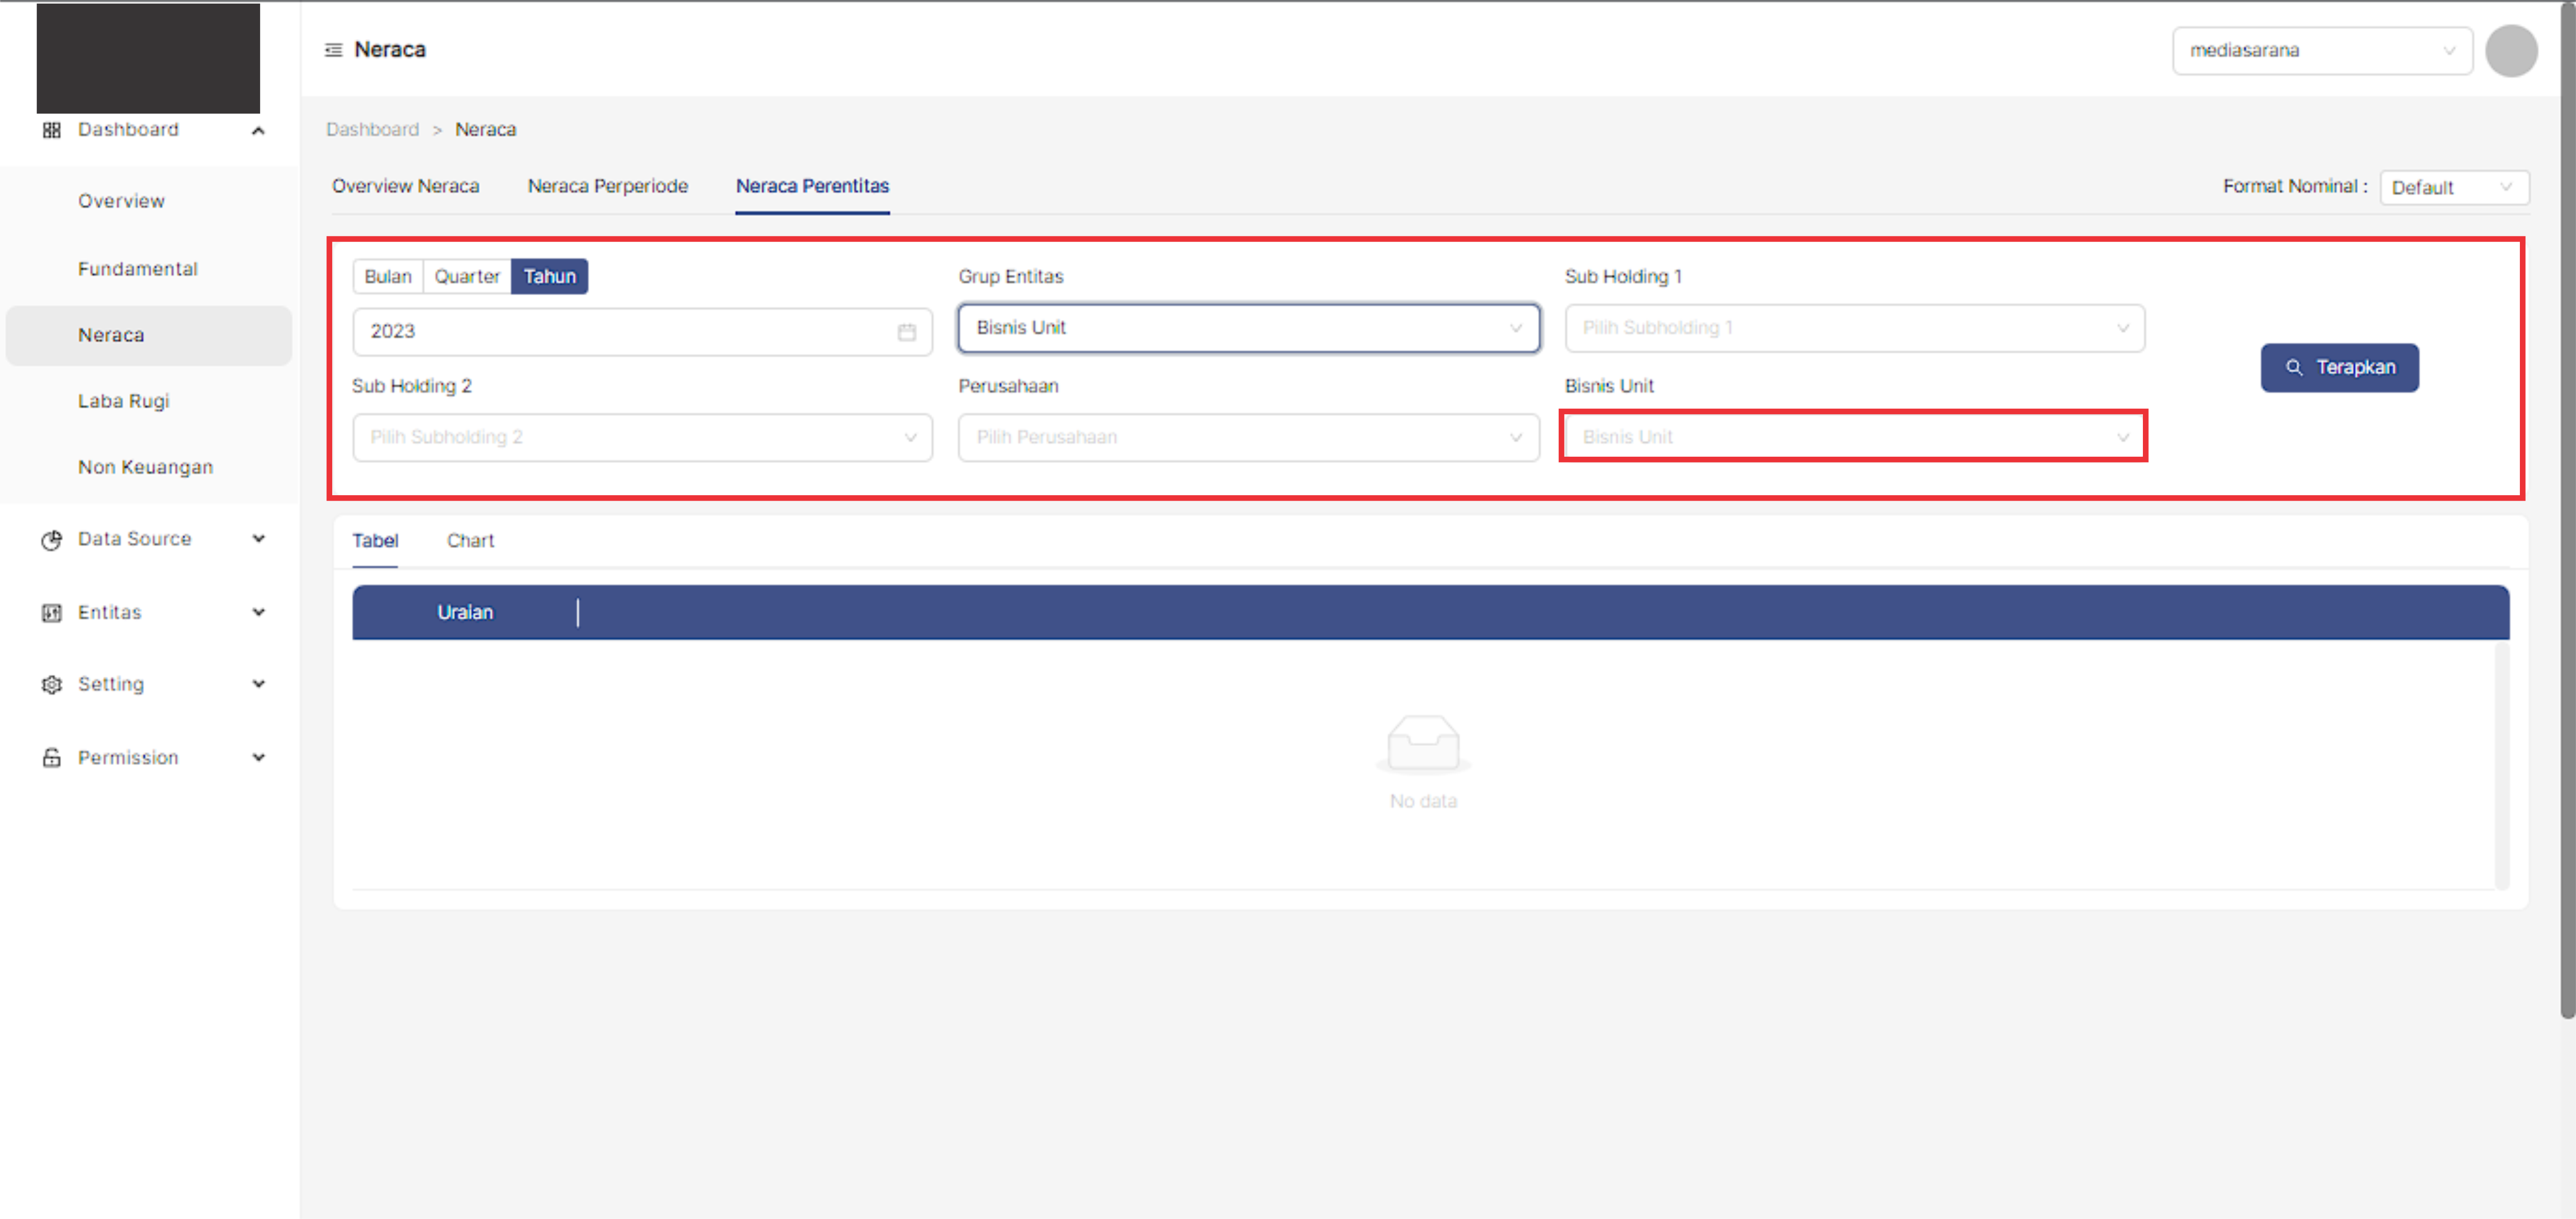 Neraca
mediasarana
Dashboard
Overview
Fundamental
Neraca
Laba Rugi
Non Keuangan
Data Source
Entitas
Setting
Permission
Dashboard > Neraca
Overview Neraca Neraca Perperiode Neraca Perentitas
Format Nominal : Default
Bulan Quarter Tahun
2023
Grup Entitas
Bisnis Unit
Sub Holding 1
Pilih Subholding 1
Sub Holding 2
Pilih Subholding 2
Perusahaan
Pilih Perusahaan
Bisnis Unit
Bisnis Unit
Terapkan
Tabel Chart
Uraian
No data